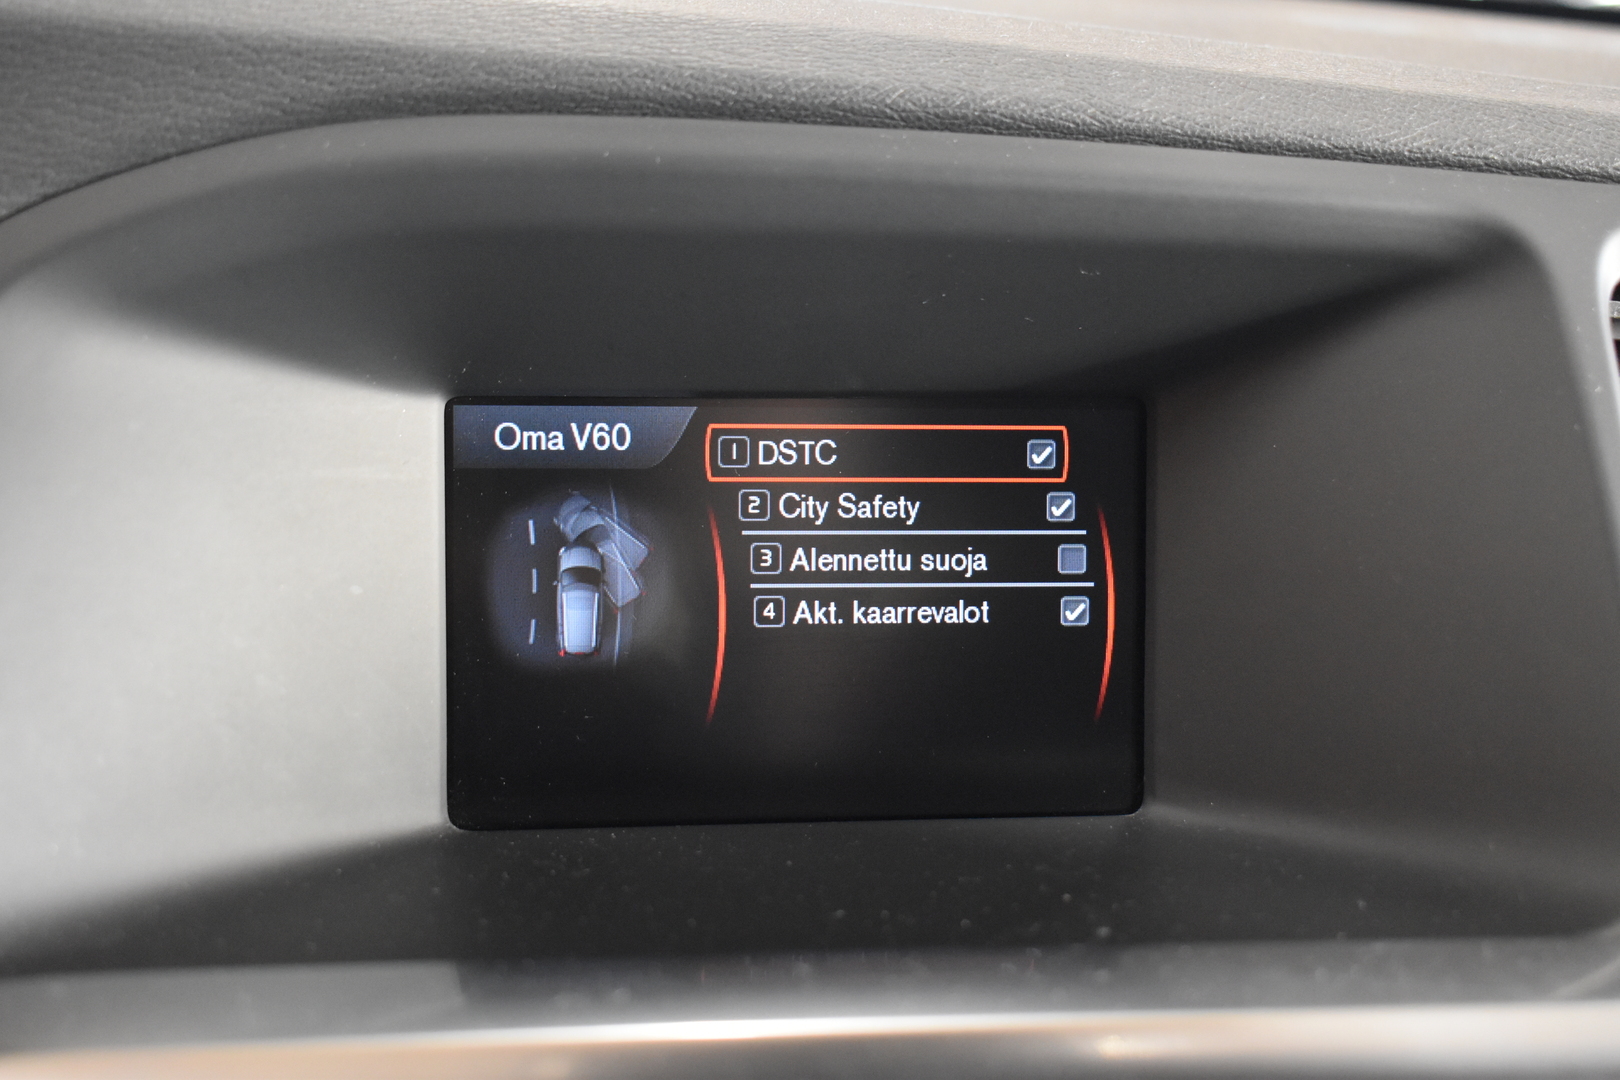 Oma V60
1 DSTC
2 City Safety
3 Alennettu suoja
4 Akt. kaarrevalot